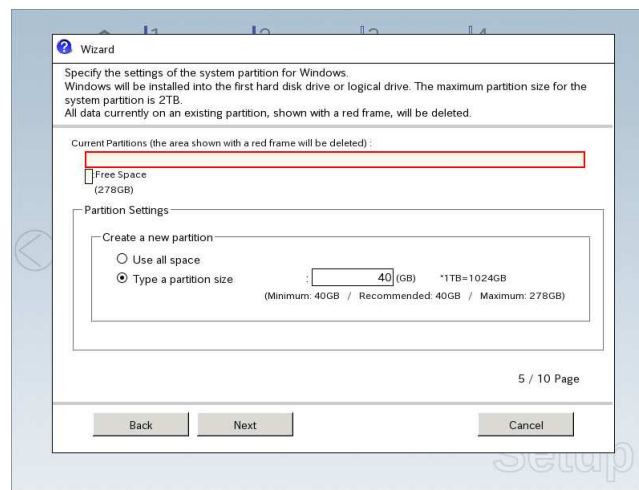 1 2 3 4
Wizard
Specify the settings of the system partition for Windows.
Windows will be installed into the first hard disk drive or logical drive. The maximum partition size for the
system partition is 2TB.
All data currently on an existing partition, shown with a red frame, will be deleted.
Current Partitions (the area shown with a red frame will be deleted) :
:Free Space
(278GB)
Partition Settings
Create a new partition
Use all space
Type a partition size : 40 (GB) *1TB=1024GB
(Minimum: 40GB / Recommended: 40GB / Maximum: 278GB)
5 / 10 Page
Back Next Cancel
Setup